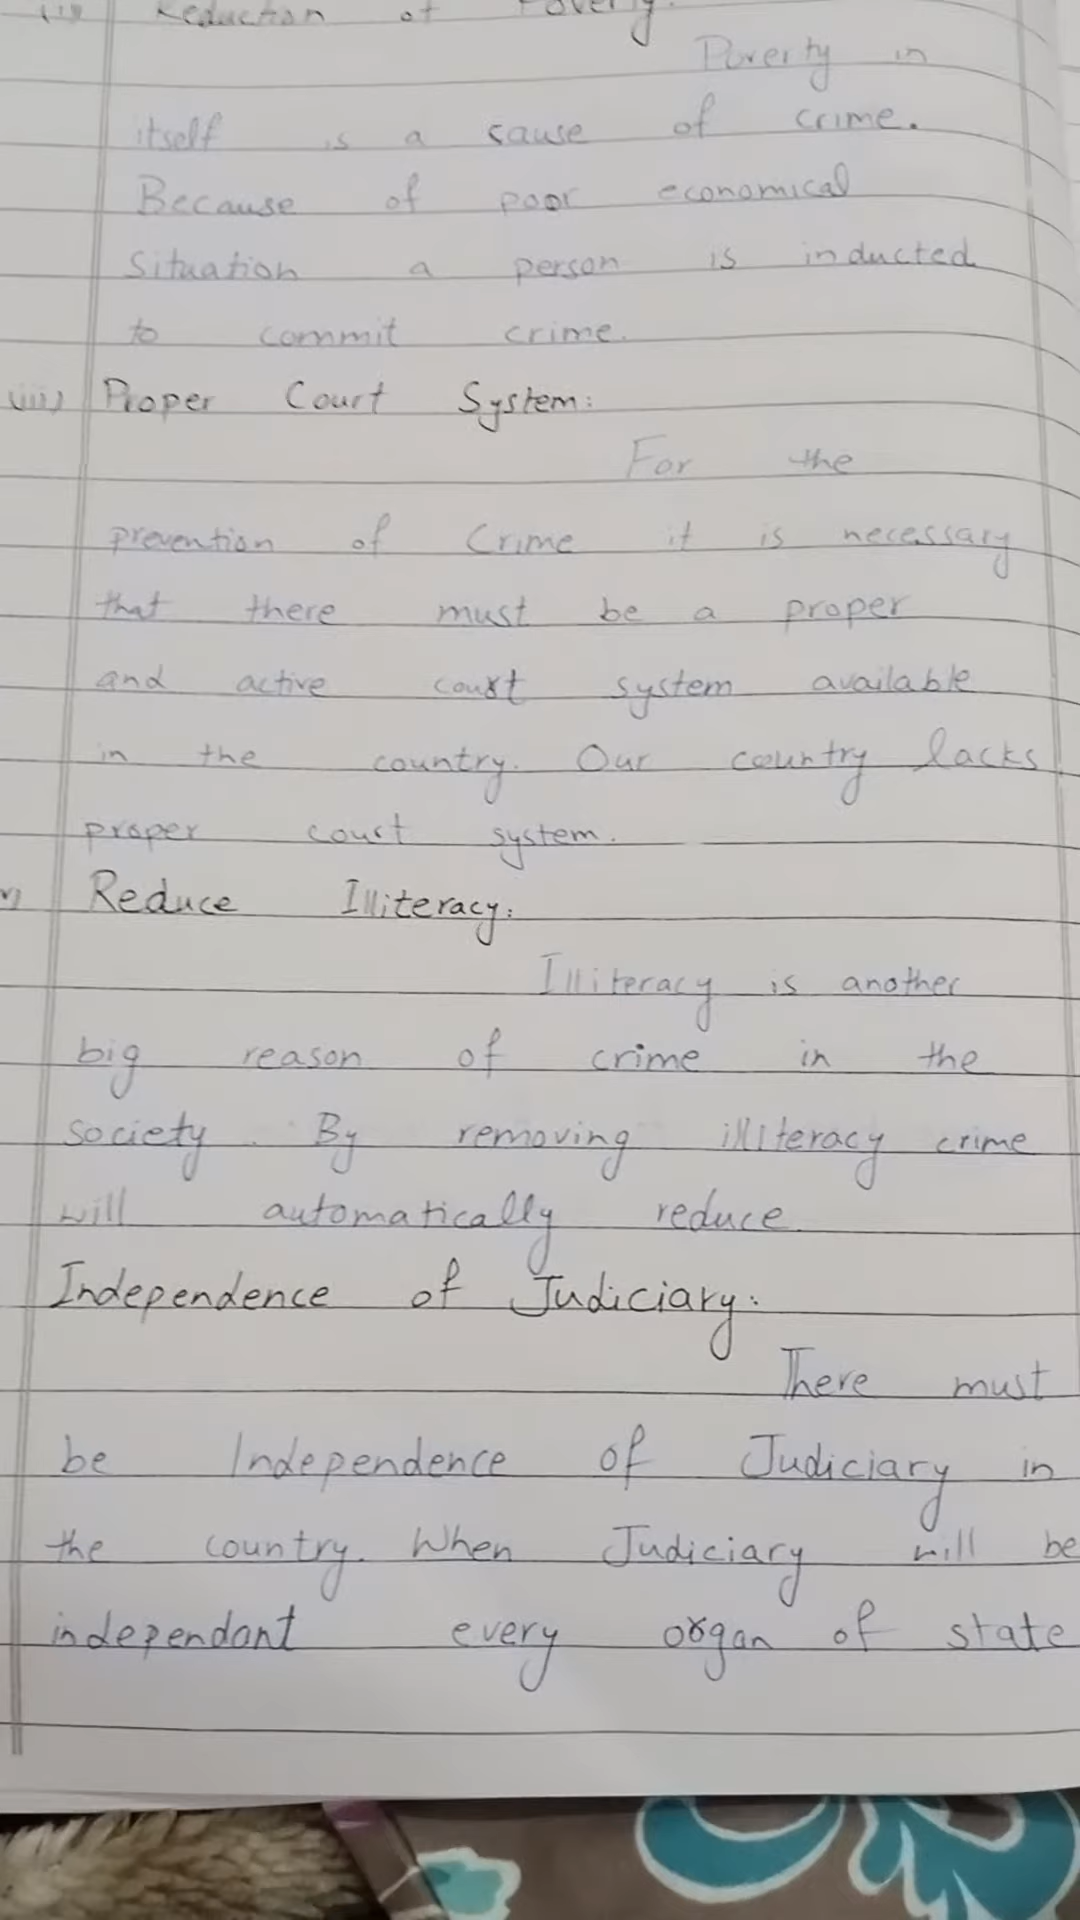 (ii) Reduction of Poverty:
Poverty in
itself is a cause of crime.
Because of poor economical
situation a person is inducted
to commit crime.
(iii) Proper Court System:
For the
prevention of Crime it is necessary
that there must be a proper
and active court system available
in the country. Our country lacks
proper court system.
Reduce Illiteracy:
Illiteracy is another
big reason of crime in the
society. By removing illiteracy crime
will automatically reduce.
Independence of Judiciary:
There must
be Independence of Judiciary in
the country. When Judiciary will be
independant every organ of state